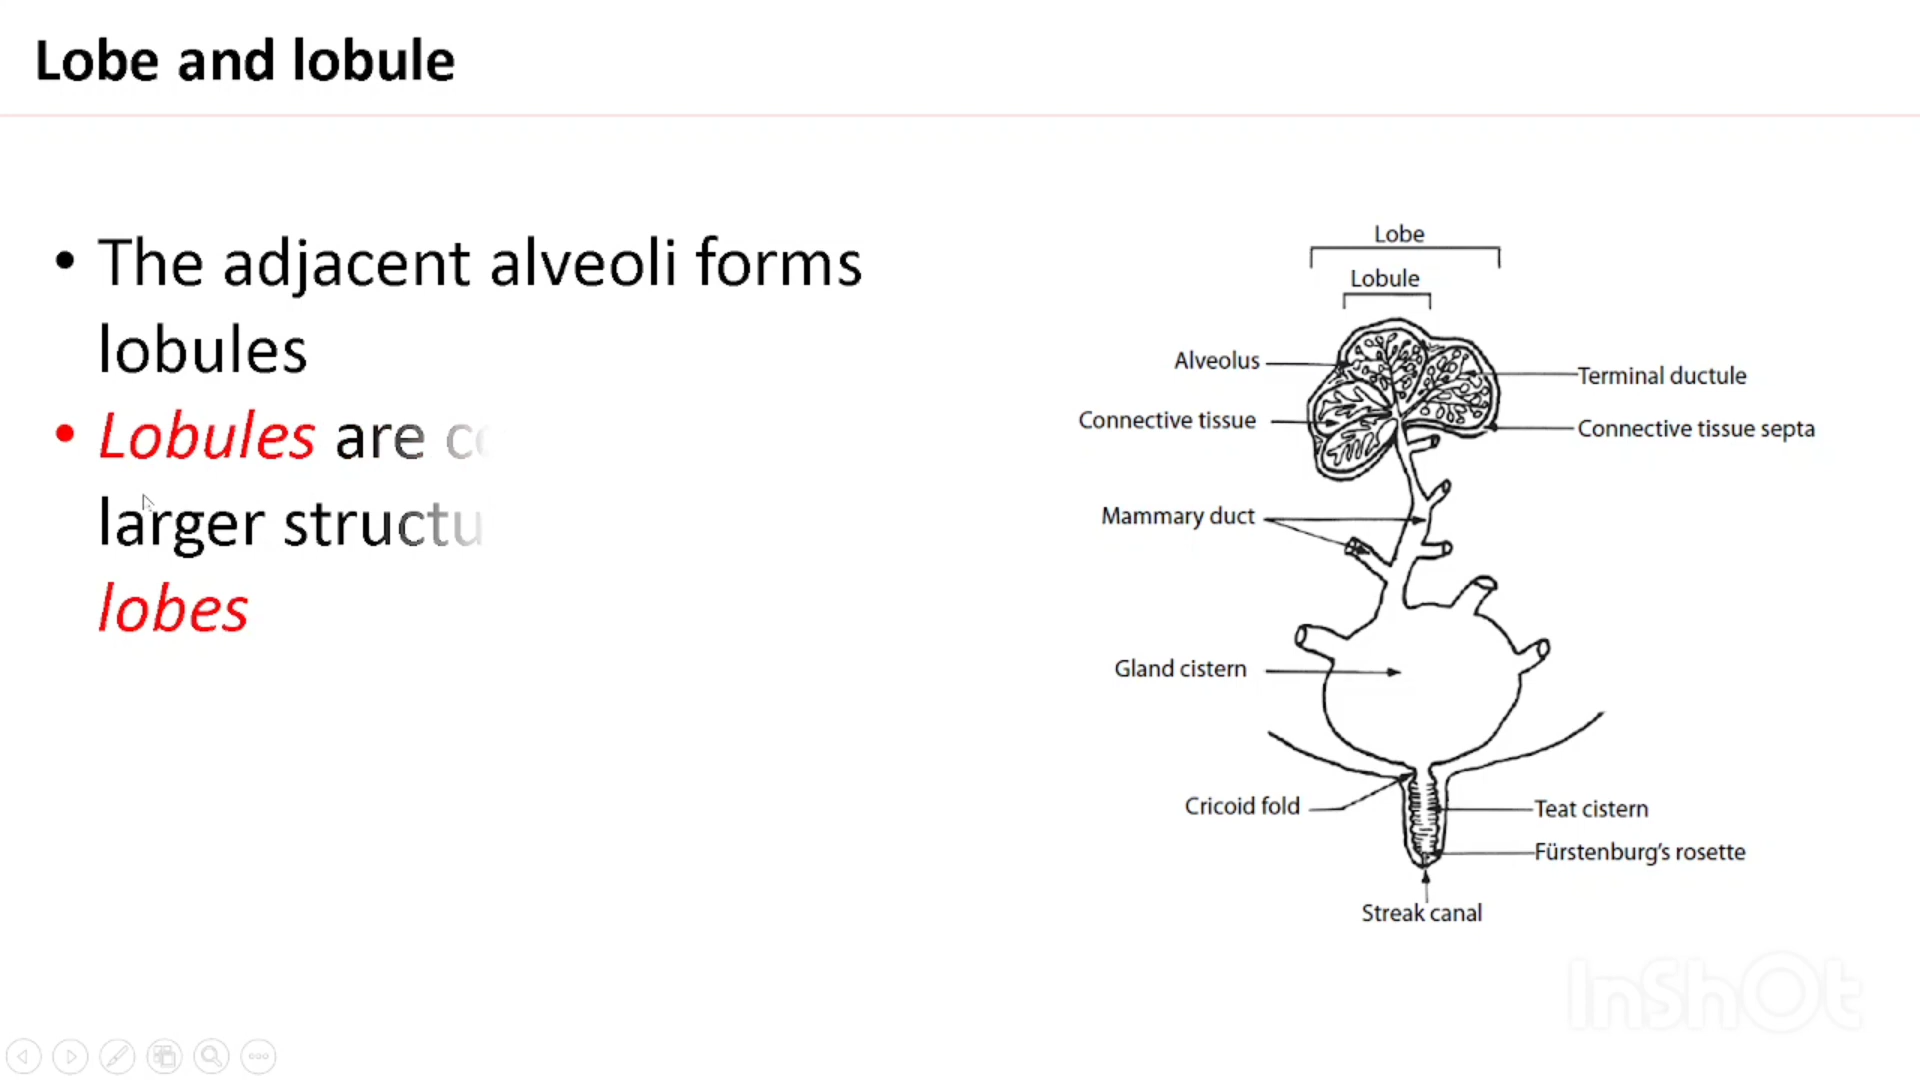 Lobe and lobule
• The adjacent alveoli forms
lobules
• Lobules are
larger
lobes
Lobe
Lobule
Alveolus
Terminal ductule
Connective tissue
Connective tissue septa
Mammary duct
Gland cistern
Cricoid fold
Teat cistern
Fürstenburg's rosette
Streak canal
InShOt